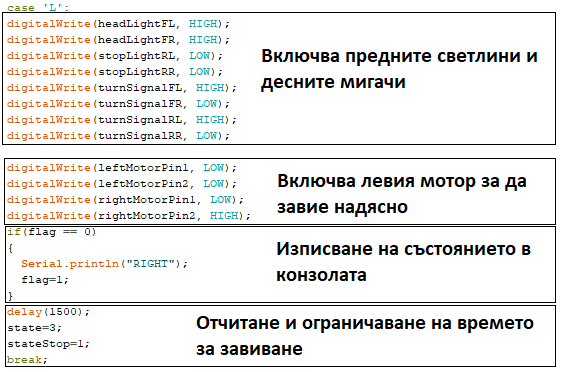 case 'L':
digitalWrite(headLightFL, HIGH);
digitalWrite(headLightFR, HIGH);
digitalWrite(stopLightRL, LOW);
digitalWrite(stopLightRR, LOW);
digitalWrite(turnSignalFL, HIGH);
digitalWrite(turnSignalFR, LOW);
digitalWrite(turnSignalRL, HIGH);
digitalWrite(turnSignalRR, LOW);
Включва предните светлини и
десните мигачи
digitalWrite(leftMotorPin1, LOW);
digitalWrite(leftMotorPin2, LOW);
digitalWrite(rightMotorPin1, LOW);
digitalWrite(rightMotorPin2, HIGH);
Включва левия мотор за да
завие надясно
if(flag == 0)
{
Serial.println("RIGHT");
flag=1;
}
Изписване на състоянието в
конзолата
delay(1500);
state=3;
stateStop=1;
break;
Отчитане и ограничаване на времето
за завиване